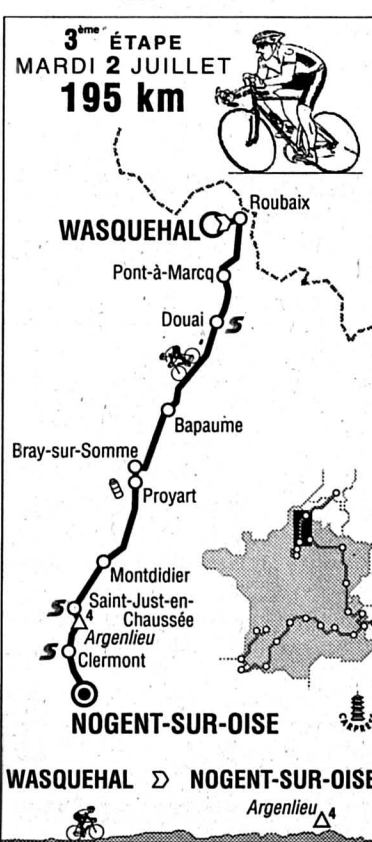 3ème ÉTAPE
MARDI 2 JUILLET
195 km
Roubaix
WASQUEHAL
Pont-à-Marcq
Douai S
Bapaume
Bray-sur-Somme
Proyart
Montdidier
S Saint-Just-en-
Chaussée
4
Argenlieu
S Clermont
NOGENT-SUR-OISE
WASQUEHAL > NOGENT-SUR-OISE
Argenlieu 4